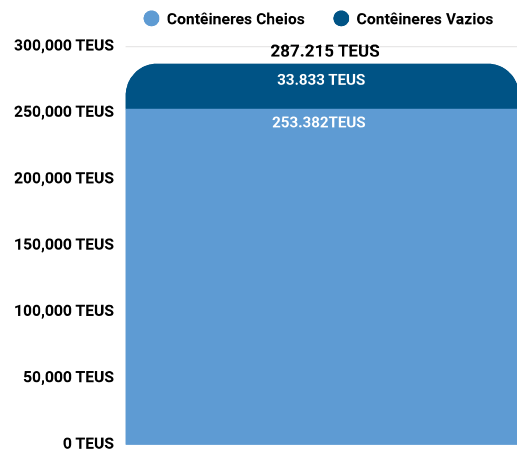 Contêineres Cheios
Contêineres Vazios
300,000 TEUS
287.215 TEUS
33.833 TEUS
250,000 TEUS
253.382TEUS
200,000 TEUS
150,000 TEUS
100,000 TEUS
50,000 TEUS
0 TEUS